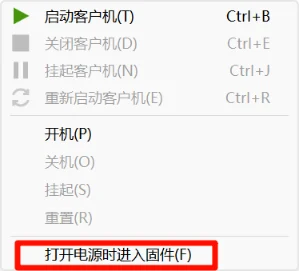 启动客户机(T) Ctrl+B
关闭客户机(D) Ctrl+E
挂起客户机(N) Ctrl+J
重新启动客户机(E) Ctrl+R
开机(P)
关机(O)
挂起(S)
重置(R)
打开电源时进入固件(F)